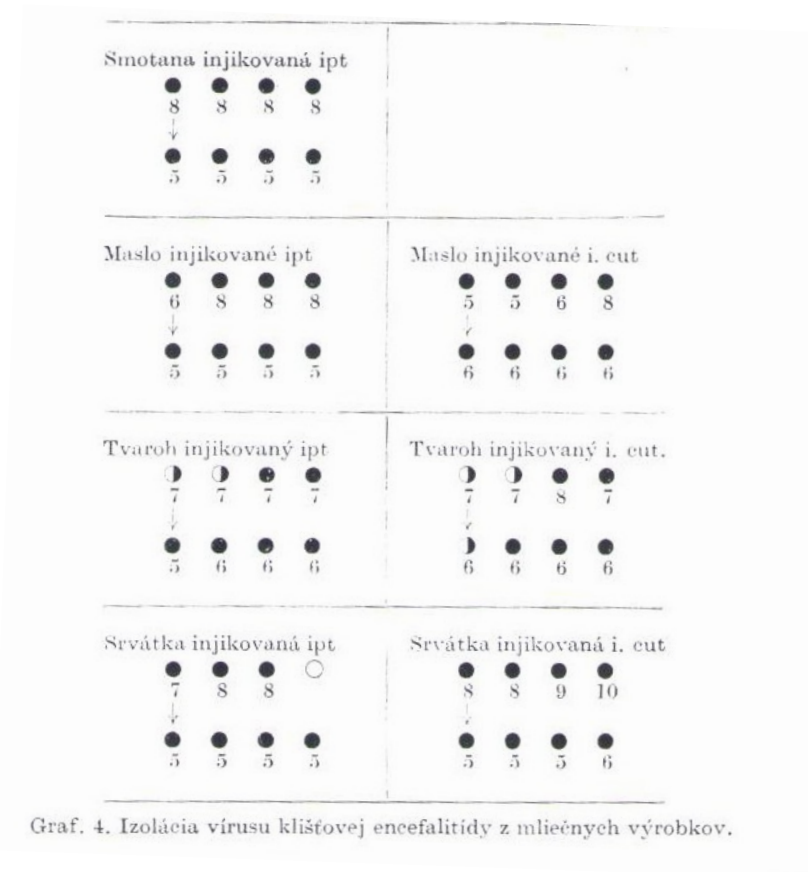 Smotana injikovaná ipt
8 8 8 8
5 5 5 5
Maslo injikované ipt
6 8 8 8
5 5 5 5
Maslo injikované i. cut
5 5 6 8
6 6 6 6
Tvaroh injikovaný ipt
7 7 7 7
5 6 6 6
Tvaroh injikovaný i. cut.
7 7 8 7
6 6 6 6
Srvátka injikovaná ipt
7 8 8
5 5 5 5
Srvátka injikovaná i. cut
8 8 9 10
5 5 5 6
Graf. 4. Izolácia vírusu klišťovej encefalitídy z mliečnych výrobkov.